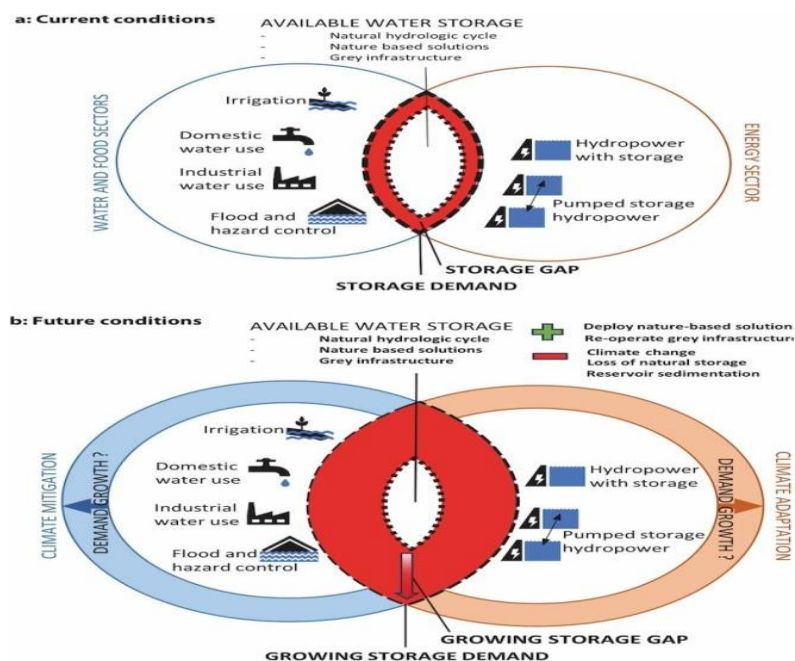 a: Current conditions
AVAILABLE WATER STORAGE
- Natural hydrologic cycle
- Nature based solutions
- Grey infrastructure
WATER AND FOOD SECTORS
Irrigation
Domestic
water use
Industrial
water use
Flood and
hazard control
Hydropower
with storage
Pumped storage
hydropower
ENERGY SECTOR
STORAGE GAP
STORAGE DEMAND
b: Future conditions
AVAILABLE WATER STORAGE
- Natural hydrologic cycle
- Nature based solutions
- Grey infrastructure
Deploy nature-based solution
Re-operate grey infrastructure
Climate change
Loss of natural storage
Reservoir sedimentation
CLIMATE MITIGATION
DEMAND GROWTH?
Irrigation
Domestic
water use
Industrial
water use
Flood and
hazard control
Hydropower
with storage
Pumped storage
hydropower
DEMAND GROWTH?
CLIMATE ADAPTATION
GROWING STORAGE GAP
GROWING STORAGE DEMAND